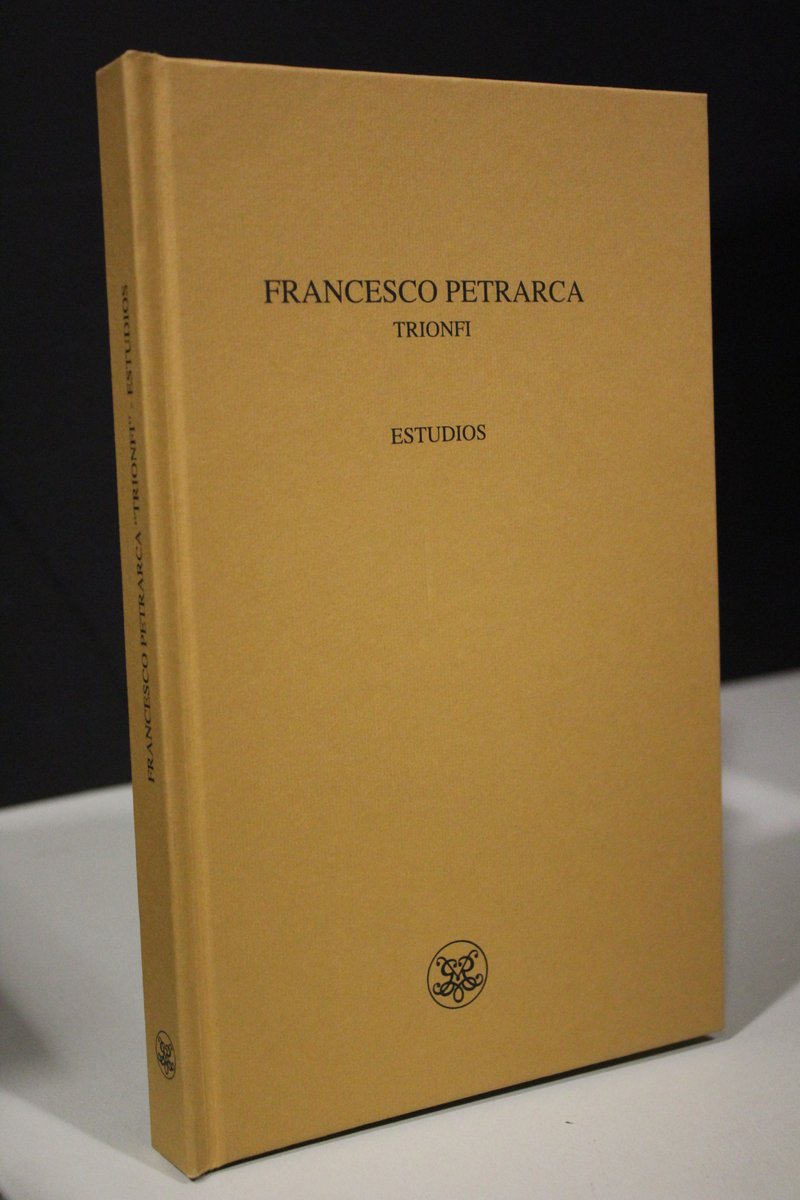 FRANCESCO PETRARCA
TRIONFI
ESTUDIOS
FRANCESCO PETRARCA "TRIONFI" - ESTUDIOS